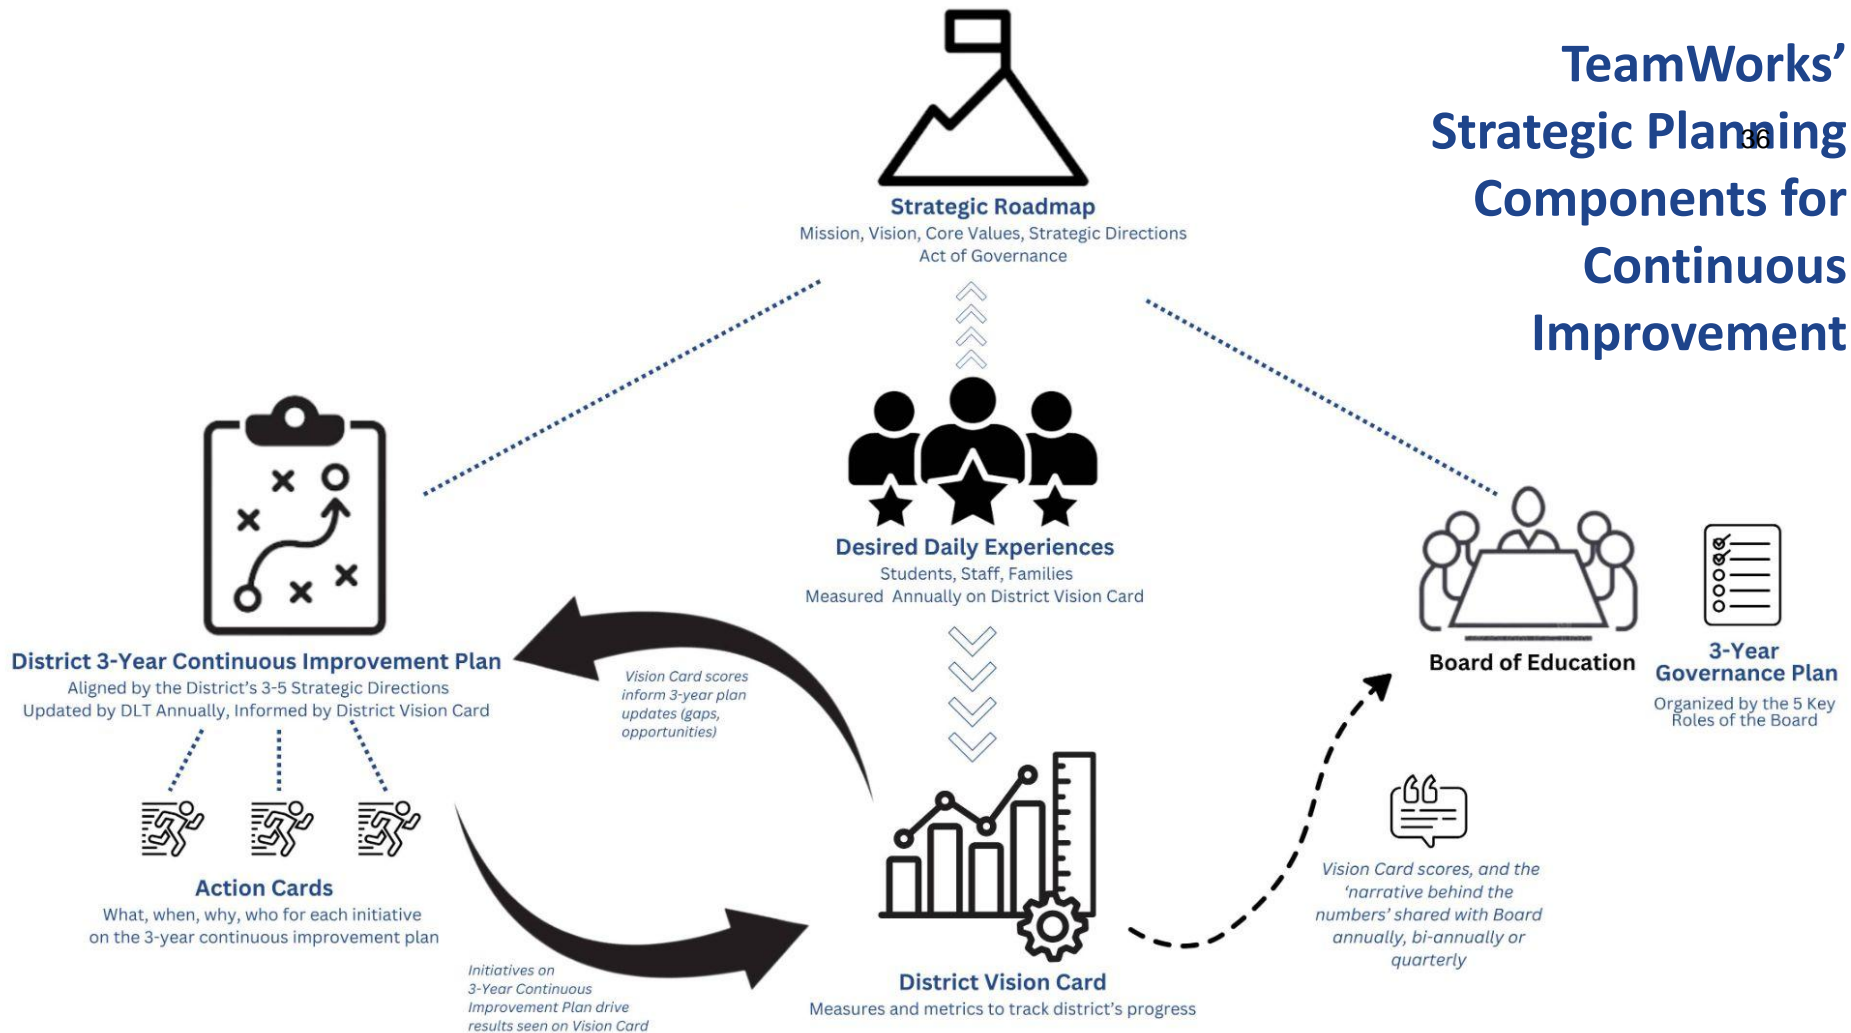 TeamWorks’
Strategic Planning
36
Components for
Continuous
Improvement
Strategic Roadmap
Mission, Vision, Core Values, Strategic Directions
Act of Governance
Desired Daily Experiences
Students, Staff, Families
Measured Annually on District Vision Card
District 3-Year Continuous Improvement Plan
Aligned by the District's 3-5 Strategic Directions
Updated by DLT Annually, Informed by District Vision Card
Vision Card scores
inform 3-year plan
updates (gaps,
opportunities)
Board of Education
3-Year
Governance Plan
Organized by the 5 Key
Roles of the Board
Action Cards
What, when, why, who for each initiative
on the 3-year continuous improvement plan
Initiatives on
3-Year Continuous
Improvement Plan drive
results seen on Vision Card
District Vision Card
Measures and metrics to track district's progress
Vision Card scores, and the
'narrative behind the
numbers' shared with Board
annually, bi-annually or
quarterly